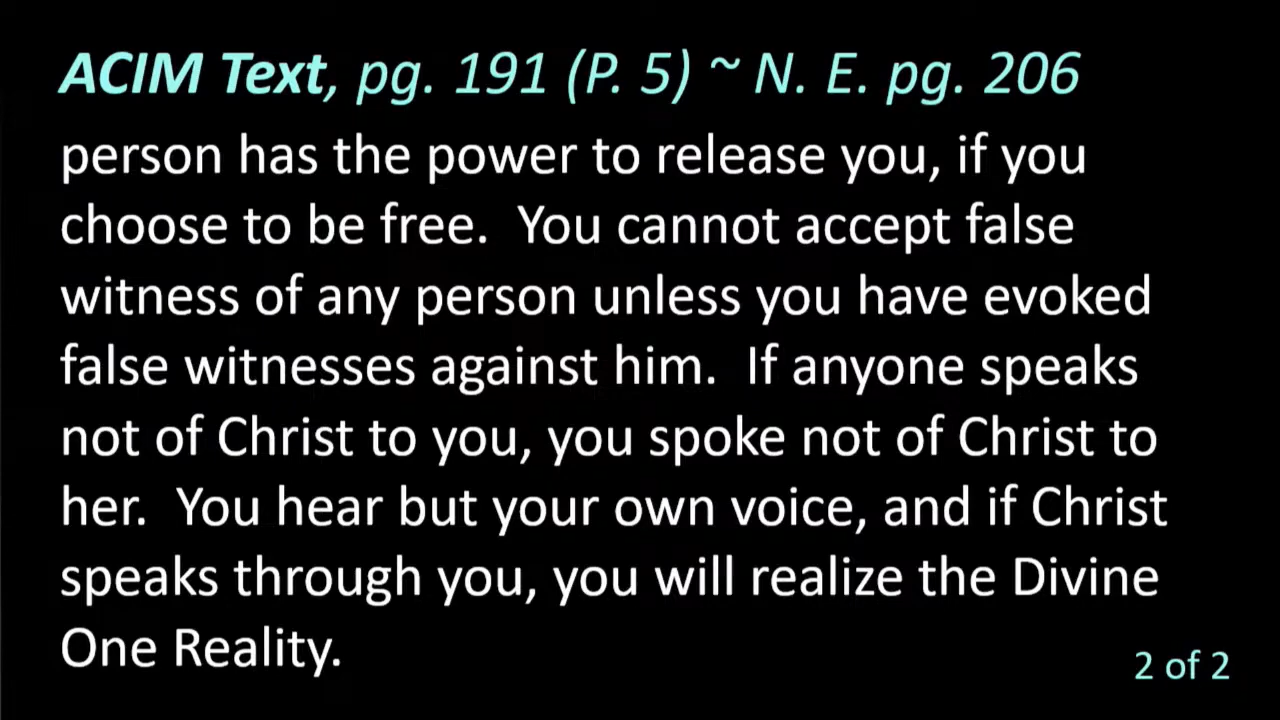 ACIM Text, pg. 191 (P. 5) ~ N. E. pg. 206
person has the power to release you, if you
choose to be free.  You cannot accept false
witness of any person unless you have evoked
false witnesses against him.  If anyone speaks
not of Christ to you, you spoke not of Christ to
her.  You hear but your own voice, and if Christ
speaks through you, you will realize the Divine
One Reality.
2 of 2